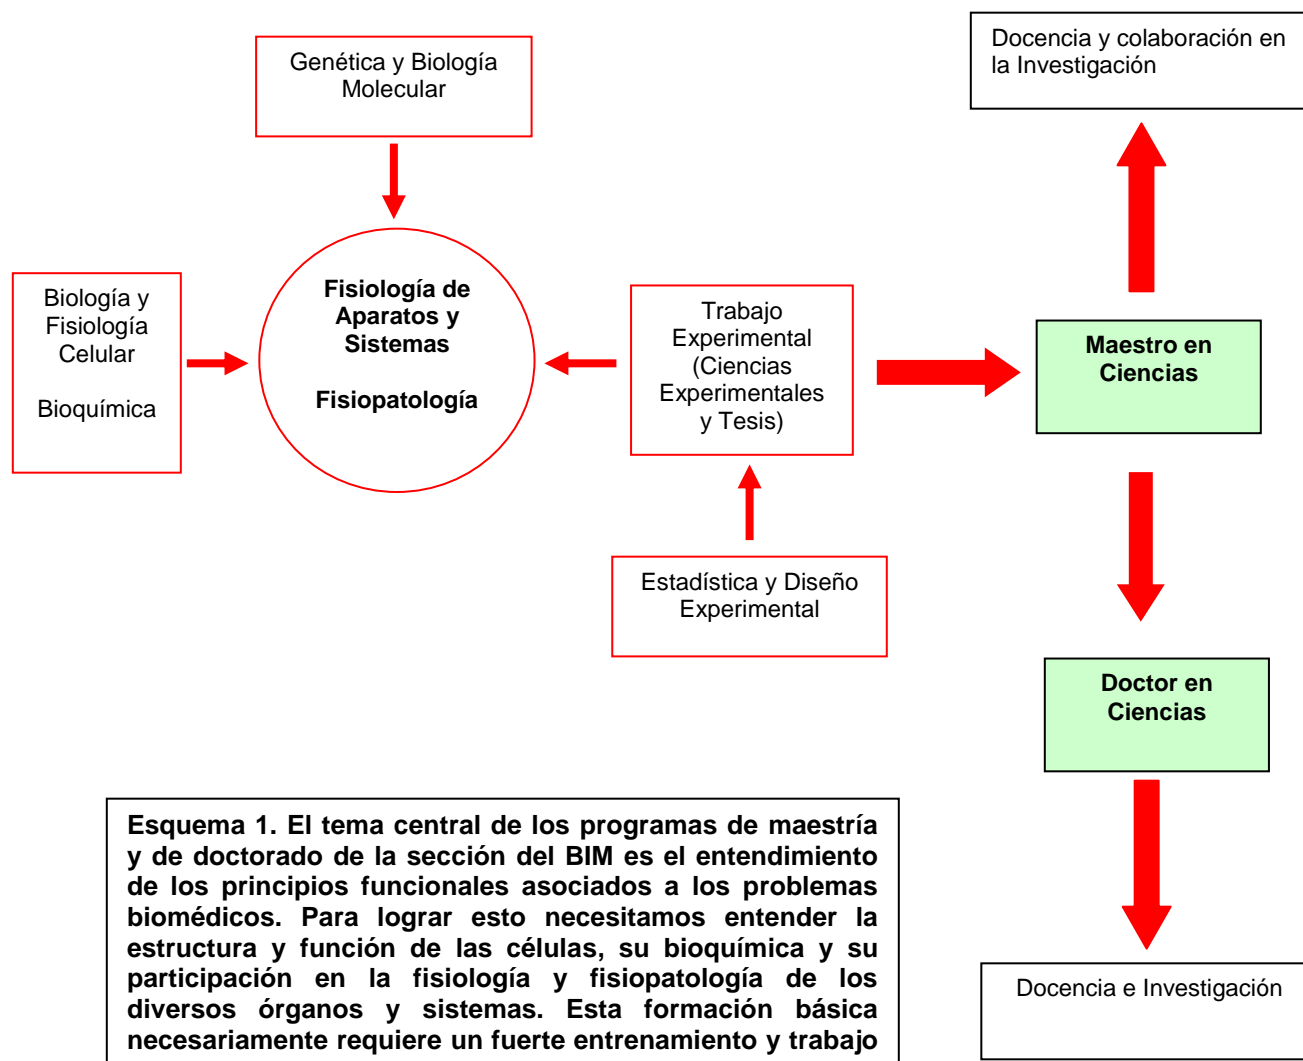 Genética y Biología
Molecular
Docencia y colaboración en
la Investigación
Biología y
Fisiología
Celular
Bioquímica
Fisiología de
Aparatos y
Sistemas
Fisiopatología
Trabajo
Experimental
(Ciencias
Experimentales
y Tesis)
Maestro en
Ciencias
Estadística y Diseño
Experimental
Doctor en
Ciencias
Esquema 1. El tema central de los programas de maestría
y de doctorado de la sección del BIM es el entendimiento
de los principios funcionales asociados a los problemas
biomédicos. Para lograr esto necesitamos entender la
estructura y función de las células, su bioquímica y su
participación en la fisiología y fisiopatología de los
diversos órganos y sistemas. Esta formación básica
necesariamente requiere un fuerte entrenamiento y trabajo
Docencia e Investigación